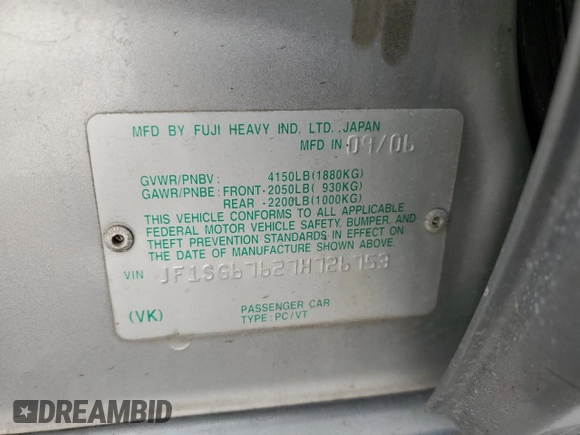 MFD BY FUJI HEAVY IND. LTD. JAPAN
MFD IN 09/06
GVWR/PNBV: 4150LB(1880KG)
GAWR/PNBE: FRONT-2050LB( 930KG)
REAR -2200LB(1000KG)
THIS VEHICLE CONFORMS TO ALL APPLICABLE
FEDERAL MOTOR VEHICLE SAFETY, BUMPER, AND
THEFT PREVENTION STANDARDS IN EFFECT ON
THE DATE OF MANUFACTURE SHOWN ABOVE.
VIN JF1SG67627H726753
(VK) PASSENGER CAR
TYPE: PC/VT
DREAMBID